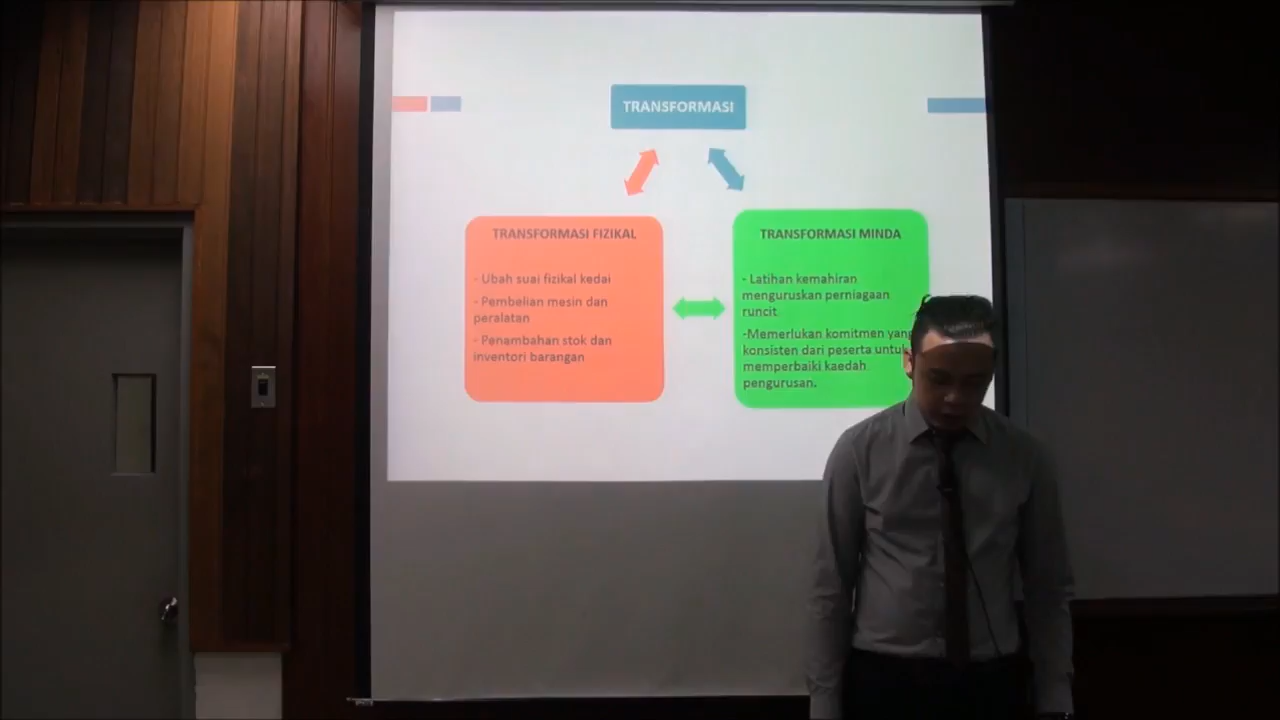 TRANSFORMASI
TRANSFORMASI FIZIKAL
- Ubah suai fizikal kedai
- Pembelian mesin dan
peralatan
- Penambahan stok dan
inventori barangan
TRANSFORMASI MINDA
- Latihan kemahiran
menguruskan perniagaan
runcit
-Memerlukan komitmen yang
konsisten dari peserta untuk
memperbaiki kaedah
pengurusan.